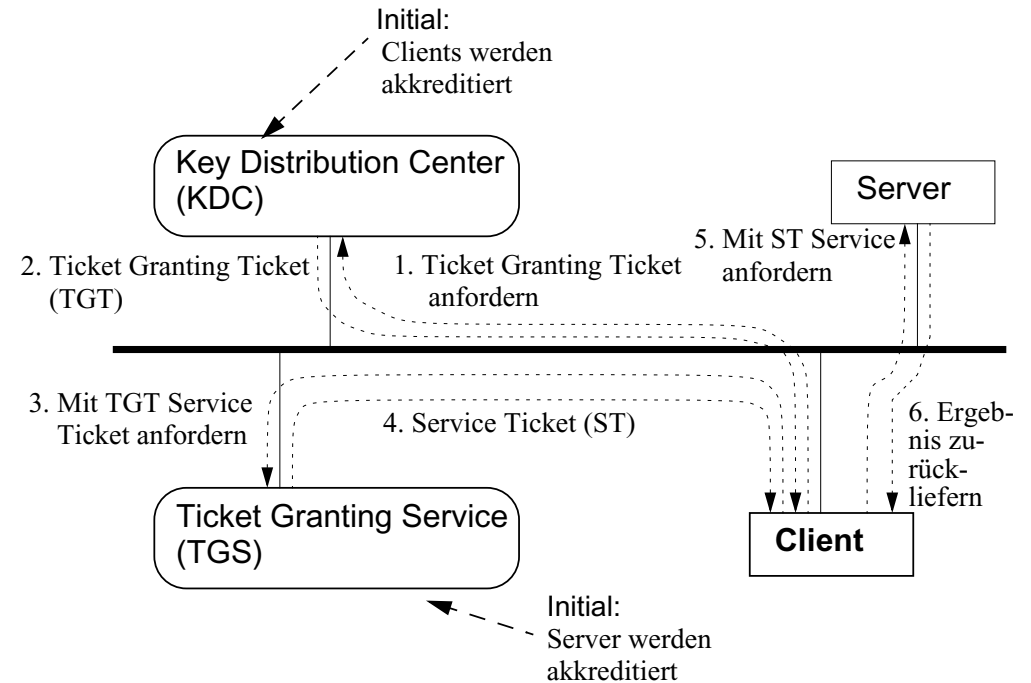 Initial:
Clients werden
akkreditiert
Key Distribution Center
(KDC)
Server
2. Ticket Granting Ticket
(TGT)
1. Ticket Granting Ticket
anfordern
5. Mit ST Service
anfordern
3. Mit TGT Service
Ticket anfordern
4. Service Ticket (ST)
6. Ergeb-
nis zu-
rück-
liefern
Ticket Granting Service
(TGS)
Client
Initial:
Server werden
akkreditiert